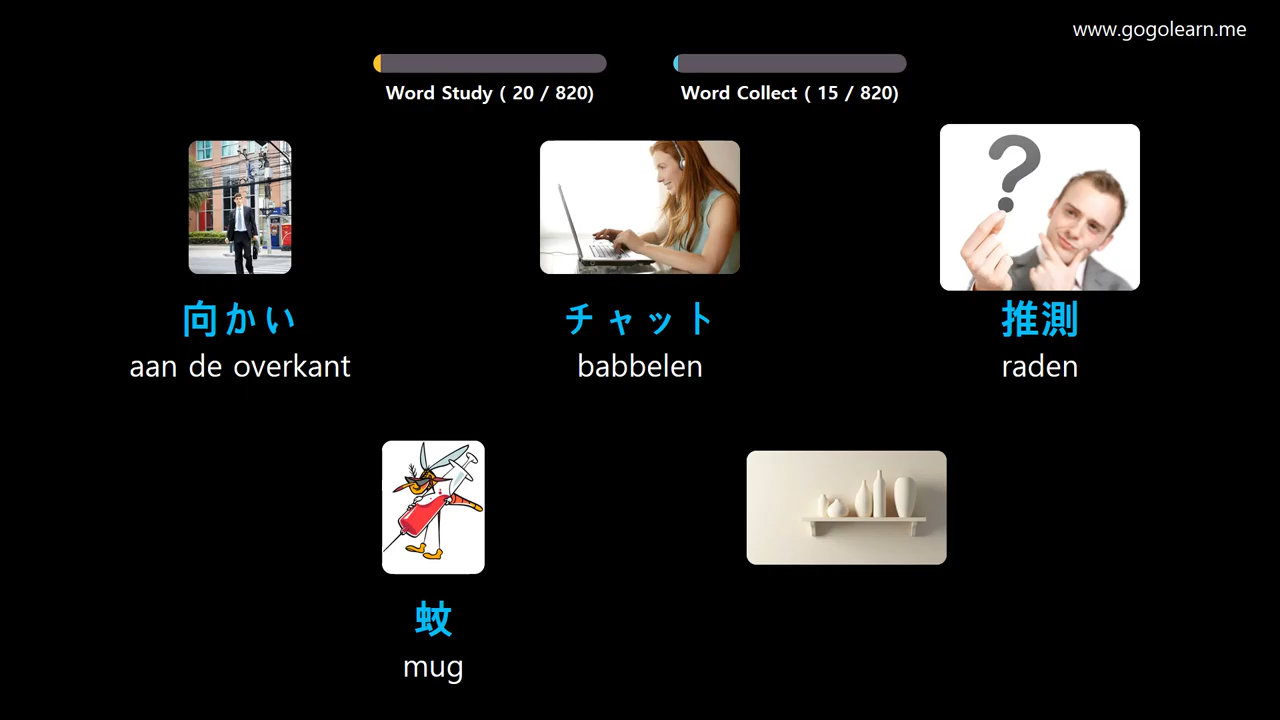 www.gogolearn.me
Word Study ( 20 / 820)
Word Collect ( 15 / 820)
向かい
aan de overkant
チャット
babbelen
推測
raden
蚊
mug